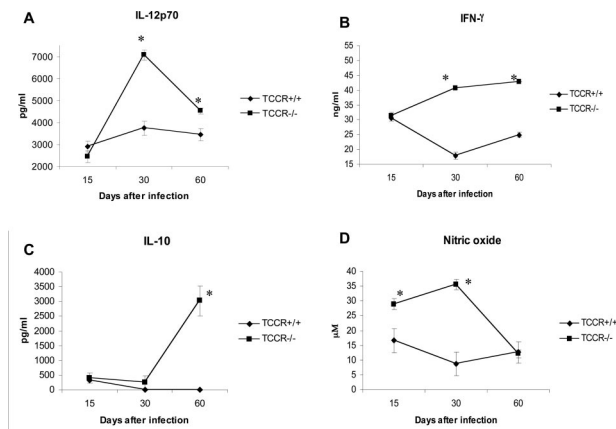 A
IL-12p70
pg/ml
7000
6000
5000
4000
3000
2000
*
*
TCCR+/+
TCCR-/-
15 30 60
Days after infection
B
IFN-γ
ng/ml
55
50
45
40
35
30
25
20
15
10
* *
TCCR+/+
TCCR-/-
15 30 60
Days after infection
C
IL-10
pg/ml
4000
3500
3000
2500
2000
1500
1000
500
0
*
TCCR+/+
TCCR-/-
15 30 60
Days after infection
D
Nitric oxide
μM
40
35
30
25
20
15
10
5
0
* *
TCCR+/+
TCCR-/-
15 30 60
Days after infection